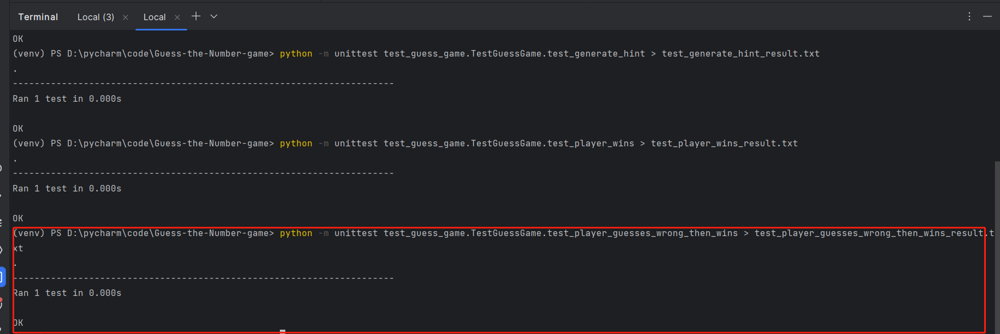 Terminal Local (3) × Local × +
OK
(venv) PS D:\pycharm\code\Guess-the-Number-game> python -m unittest test_guess_game.TestGuessGame.test_generate_hint > test_generate_hint_result.txt
.
----------------------------------------------------------------------
Ran 1 test in 0.000s
OK
(venv) PS D:\pycharm\code\Guess-the-Number-game> python -m unittest test_guess_game.TestGuessGame.test_player_wins > test_player_wins_result.txt
.
----------------------------------------------------------------------
Ran 1 test in 0.000s
OK
(venv) PS D:\pycharm\code\Guess-the-Number-game> python -m unittest test_guess_game.TestGuessGame.test_player_guesses_wrong_then_wins > test_player_guesses_wrong_then_wins_result.t
xt
.
----------------------------------------------------------------------
Ran 1 test in 0.000s
OK